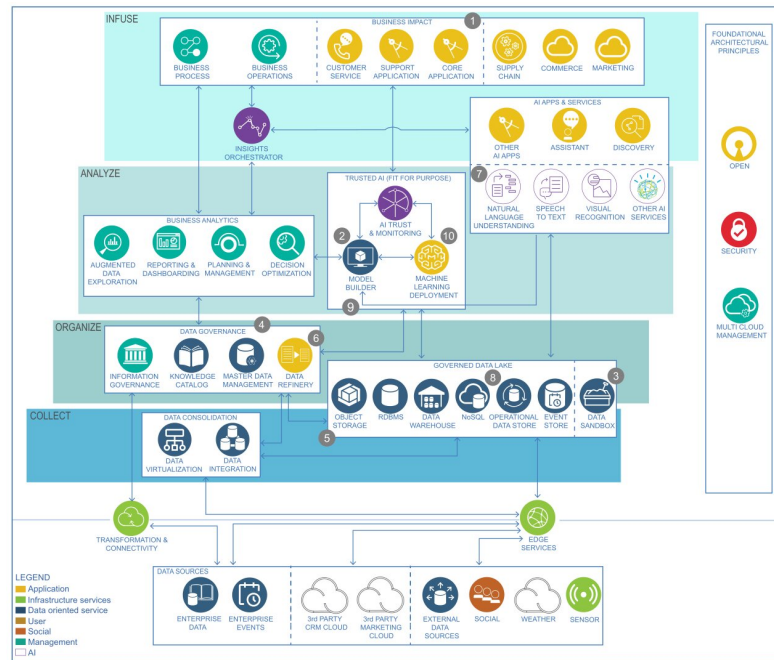 INFUSE
BUSINESS IMPACT
1
BUSINESS
PROCESS
BUSINESS
OPERATIONS
CUSTOMER
SERVICE
SUPPORT
APPLICATION
CORE
APPLICATION
SUPPLY
CHAIN
COMMERCE
MARKETING
FOUNDATIONAL
ARCHITECTURAL
PRINCIPLES
OPEN
SECURITY
MULTI CLOUD
MANAGEMENT
INSIGHTS
ORCHESTRATOR
AI APPS & SERVICES
OTHER
AI APPS
ASSISTANT
DISCOVERY
7
NATURAL
LANGUAGE
UNDERSTANDING
SPEECH
TO TEXT
VISUAL
RECOGNITION
OTHER AI
SERVICES
ANALYZE
TRUSTED AI (FIT FOR PURPOSE)
AI TRUST
& MONITORING
2
MODEL
BUILDER
10
MACHINE
LEARNING
DEPLOYMENT
9
BUSINESS ANALYTICS
AUGMENTED
DATA
EXPLORATION
REPORTING &
DASHBOARDING
PLANNING &
MANAGEMENT
DECISION
OPTIMIZATION
ORGANIZE
DATA GOVERNANCE
4
6
INFORMATION
GOVERNANCE
KNOWLEDGE
CATALOG
MASTER DATA
MANAGEMENT
DATA
REFINERY
GOVERNED DATA LAKE
8
3
OBJECT
STORAGE
RDBMS
DATA
WAREHOUSE
NoSQL
OPERATIONAL
DATA STORE
EVENT
STORE
DATA
SANDBOX
5
COLLECT
DATA CONSOLIDATION
DATA
VIRTUALIZATION
DATA
INTEGRATION
TRANSFORMATION &
CONNECTIVITY
EDGE
SERVICES
DATA SOURCES
ENTERPRISE
DATA
ENTERPRISE
EVENTS
3rd PARTY
CRM CLOUD
3rd PARTY
MARKETING
CLOUD
EXTERNAL
DATA
SOURCES
SOCIAL
WEATHER
SENSOR
LEGEND
Application
Infrastructure services
Data oriented service
User
Social
Management
AI